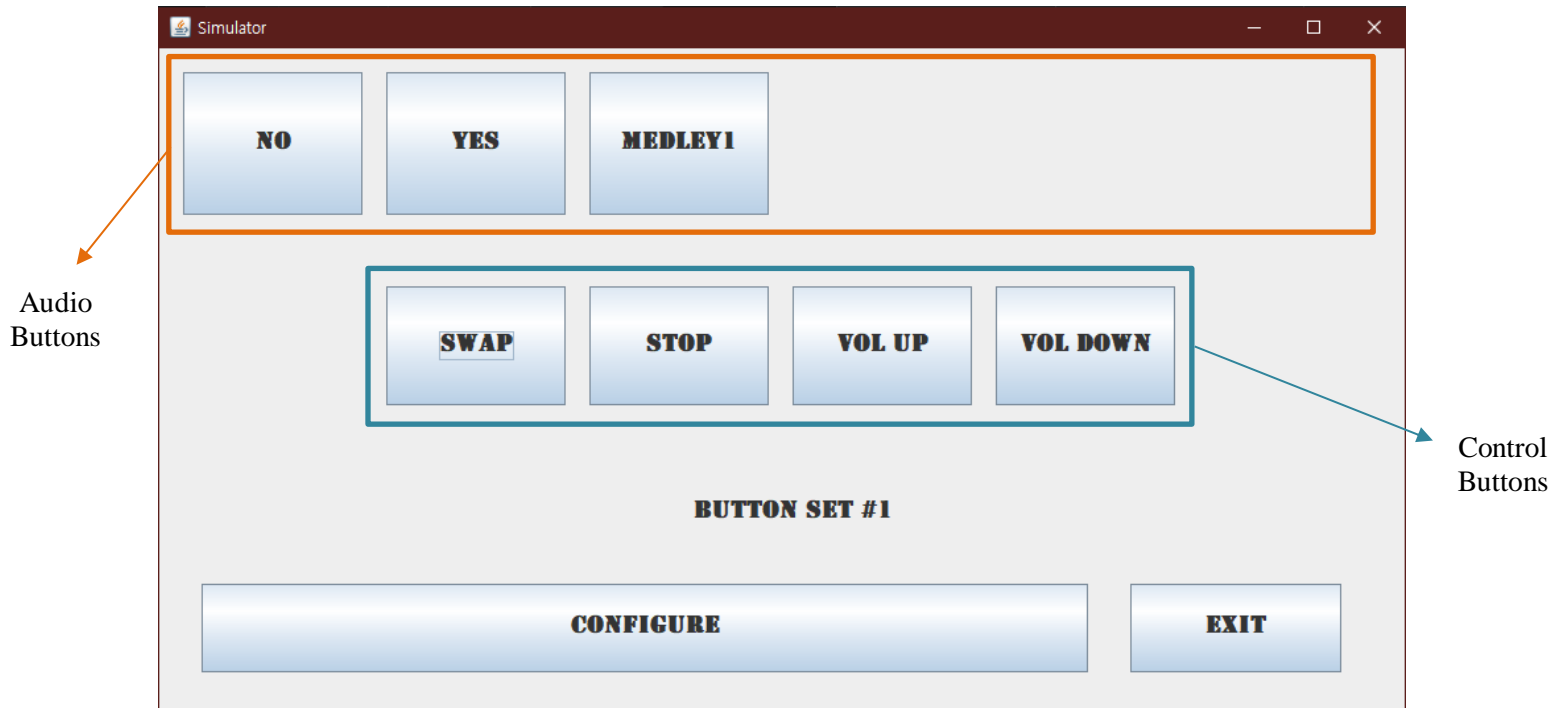 Simulator
NO
YES
MEDLEY1
Audio
Buttons
SWAP
STOP
VOL UP
VOL DOWN
Control
Buttons
BUTTON SET #1
CONFIGURE
EXIT